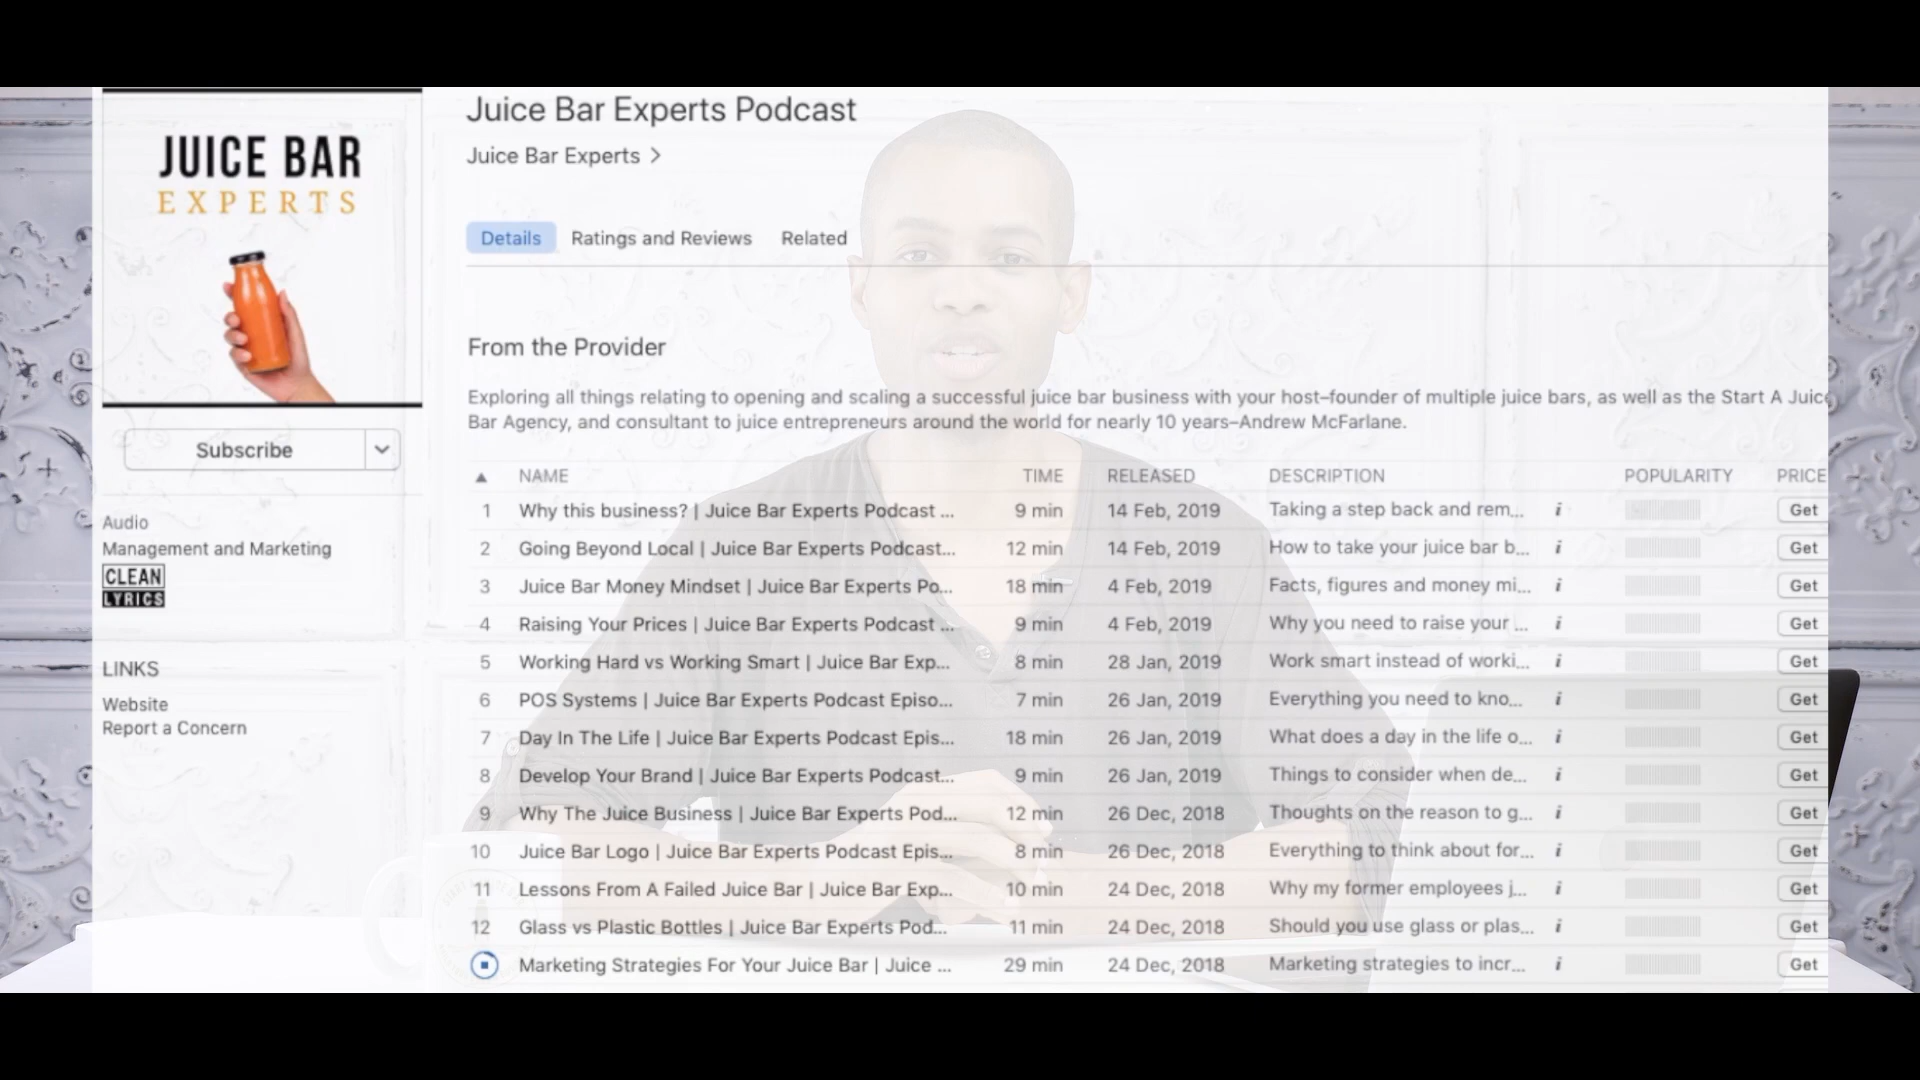 JUICE BAR
EXPERTS
Subscribe
Audio
Management and Marketing
CLEAN
LYRICS
LINKS
Website
Report a Concern
Juice Bar Experts Podcast
Juice Bar Experts >
Details Ratings and Reviews Related
From the Provider
Exploring all things relating to opening and scaling a successful juice bar business with your host–founder of multiple juice bars, as well as the Start A Juice
Bar Agency, and consultant to juice entrepreneurs around the world for nearly 10 years–Andrew McFarlane.
▲ NAME TIME RELEASED DESCRIPTION POPULARITY PRICE
1 Why this business? | Juice Bar Experts Podcast ... 9 min 14 Feb, 2019 Taking a step back and rem... i Get
2 Going Beyond Local | Juice Bar Experts Podcast... 12 min 14 Feb, 2019 How to take your juice bar b... i Get
3 Juice Bar Money Mindset | Juice Bar Experts Po... 18 min 4 Feb, 2019 Facts, figures and money mi... i Get
4 Raising Your Prices | Juice Bar Experts Podcast ... 9 min 4 Feb, 2019 Why you need to raise your ... i Get
5 Working Hard vs Working Smart | Juice Bar Exp... 8 min 28 Jan, 2019 Work smart instead of worki... i Get
6 POS Systems | Juice Bar Experts Podcast Episo... 7 min 26 Jan, 2019 Everything you need to kno... i Get
7 Day In The Life | Juice Bar Experts Podcast Epis... 18 min 26 Jan, 2019 What does a day in the life o... i Get
8 Develop Your Brand | Juice Bar Experts Podcast... 9 min 26 Jan, 2019 Things to consider when de... i Get
9 Why The Juice Business | Juice Bar Experts Pod... 12 min 26 Dec, 2018 Thoughts on the reason to g... i Get
10 Juice Bar Logo | Juice Bar Experts Podcast Epis... 8 min 26 Dec, 2018 Everything to think about for... i Get
11 Lessons From A Failed Juice Bar | Juice Bar Exp... 10 min 24 Dec, 2018 Why my former employees j... i Get
12 Glass vs Plastic Bottles | Juice Bar Experts Pod... 11 min 24 Dec, 2018 Should you use glass or plas... i Get
Marketing Strategies For Your Juice Bar | Juice ... 29 min 24 Dec, 2018 Marketing strategies to incr... i Get